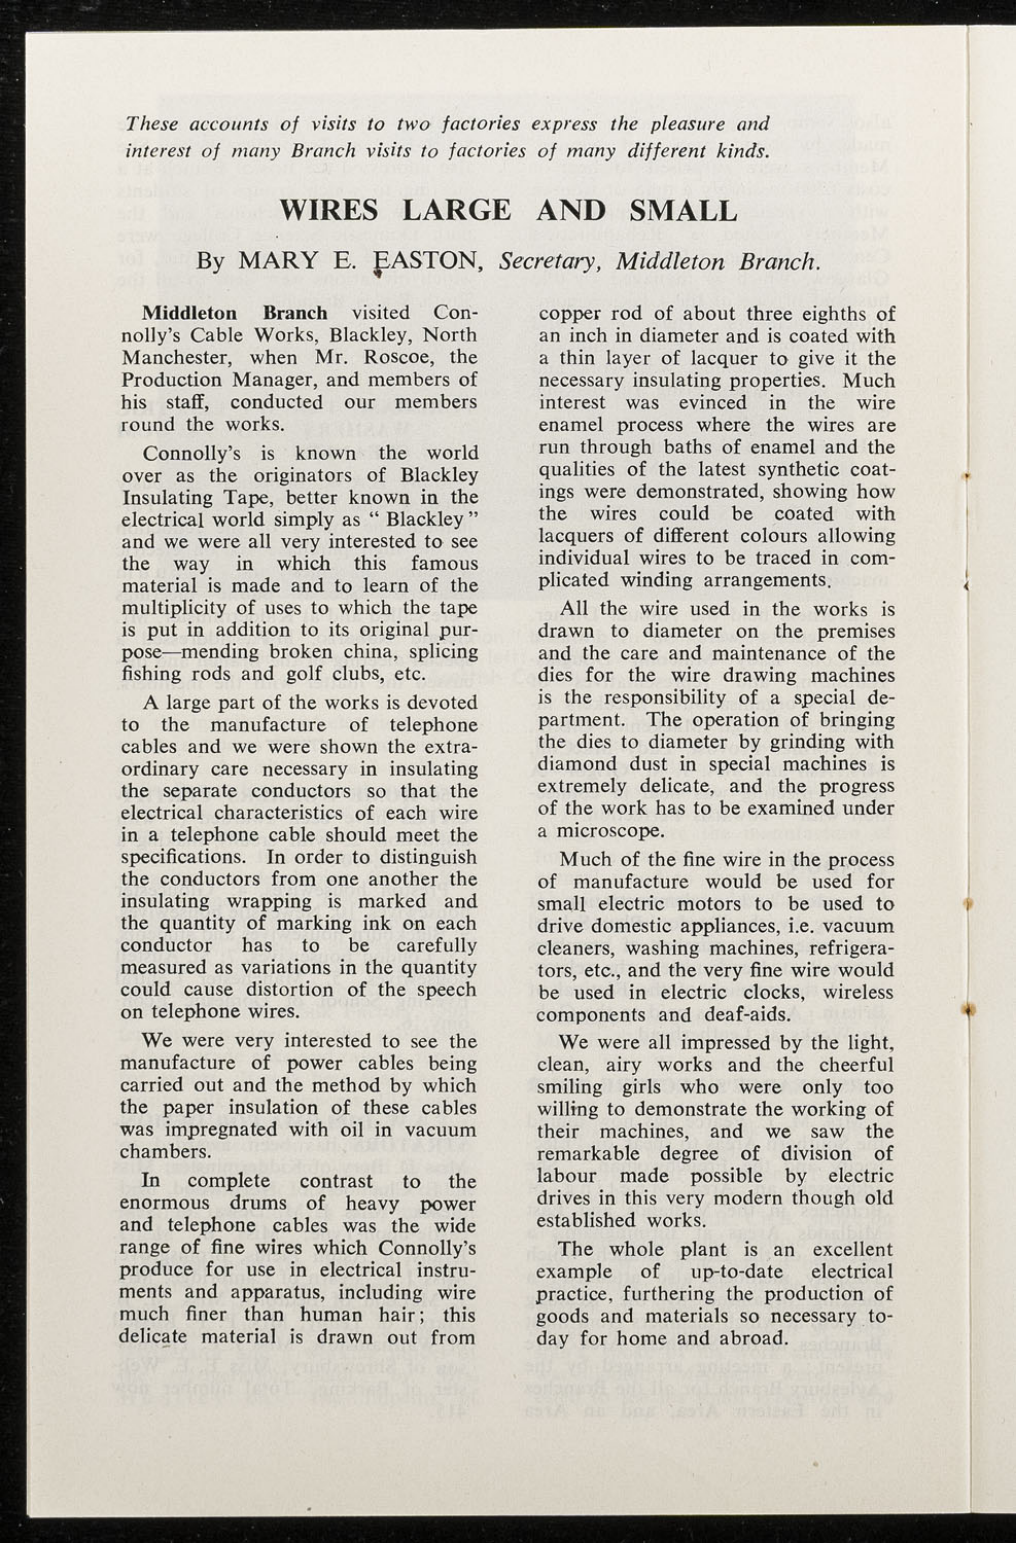 These accounts of visits to two factories express the pleasure and
interest of many Branch visits to factories of many different kinds.
WIRES LARGE AND SMALL
By MARY E. EASTON, Secretary, Middleton Branch.
Middleton Branch visited Con-
nolly's Cable Works, Blackley, North
Manchester, when Mr. Roscoe, the
Production Manager, and members of
his staff, conducted our members
round the works.
Connolly's is known the world
over as the originators of Blackley
Insulating Tape, better known in the
electrical world simply as " Blackley "
and we were all very interested to see
the way in which this famous
material is made and to learn of the
multiplicity of uses to which the tape
is put in addition to its original pur-
pose—mending broken china, splicing
fishing rods and golf clubs, etc.
A large part of the works is devoted
to the manufacture of telephone
cables and we were shown the extra-
ordinary care necessary in insulating
the separate conductors so that the
electrical characteristics of each wire
in a telephone cable should meet the
specifications. In order to distinguish
the conductors from one another the
insulating wrapping is marked and
the quantity of marking ink on each
conductor has to be carefully
measured as variations in the quantity
could cause distortion of the speech
on telephone wires.
We were very interested to see the
manufacture of power cables being
carried out and the method by which
the paper insulation of these cables
was impregnated with oil in vacuum
chambers.
In complete contrast to the
enormous drums of heavy power
and telephone cables was the wide
range of fine wires which Connolly's
produce for use in electrical instru-
ments and apparatus, including wire
much finer than human hair; this
delicate material is drawn out from
copper rod of about three eighths of
an inch in diameter and is coated with
a thin layer of lacquer to give it the
necessary insulating properties. Much
interest was evinced in the wire
enamel process where the wires are
run through baths of enamel and the
qualities of the latest synthetic coat-
ings were demonstrated, showing how
the wires could be coated with
lacquers of different colours allowing
individual wires to be traced in com-
plicated winding arrangements.
All the wire used in the works is
drawn to diameter on the premises
and the care and maintenance of the
dies for the wire drawing machines
is the responsibility of a special de-
partment. The operation of bringing
the dies to diameter by grinding with
diamond dust in special machines is
extremely delicate, and the progress
of the work has to be examined under
a microscope.
Much of the fine wire in the process
of manufacture would be used for
small electric motors to be used to
drive domestic appliances, i.e. vacuum
cleaners, washing machines, refrigera-
tors, etc., and the very fine wire would
be used in electric clocks, wireless
components and deaf-aids.
We were all impressed by the light,
clean, airy works and the cheerful
smiling girls who were only too
willing to demonstrate the working of
their machines, and we saw the
remarkable degree of division of
labour made possible by electric
drives in this very modern though old
established works.
The whole plant is an excellent
example of up-to-date electrical
practice, furthering the production of
goods and materials so necessary to-
day for home and abroad.